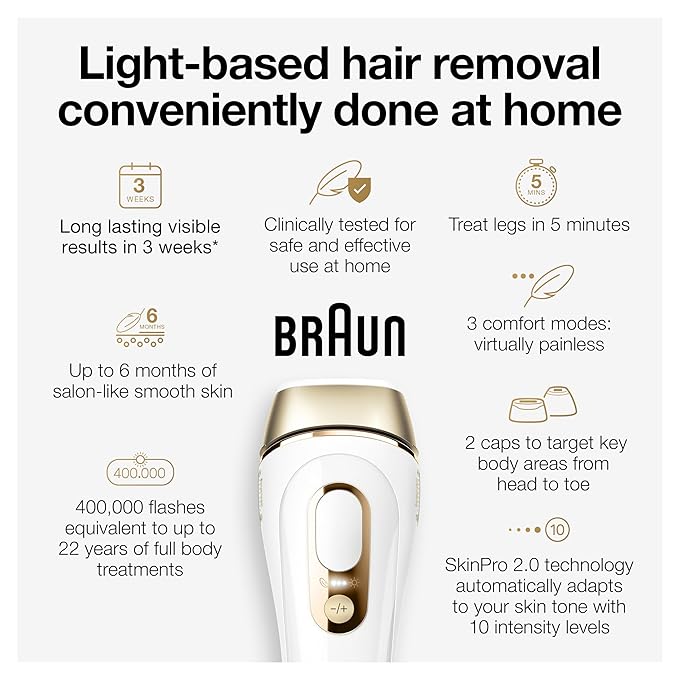 Light-based hair removal
conveniently done at home
3
WEEKS
Long lasting visible
results in 3 weeks*
Clinically tested for
safe and effective
use at home
5
MINS
Treat legs in 5 minutes
6
MONTHS
Up to 6 months of
salon-like smooth skin
BRAUN
3 comfort modes:
virtually painless
2 caps to target key
body areas from
head to toe
400.000
400,000 flashes
equivalent to up to
22 years of full body
treatments
10
SkinPro 2.0 technology
automatically adapts
to your skin tone with
10 intensity levels
−/+